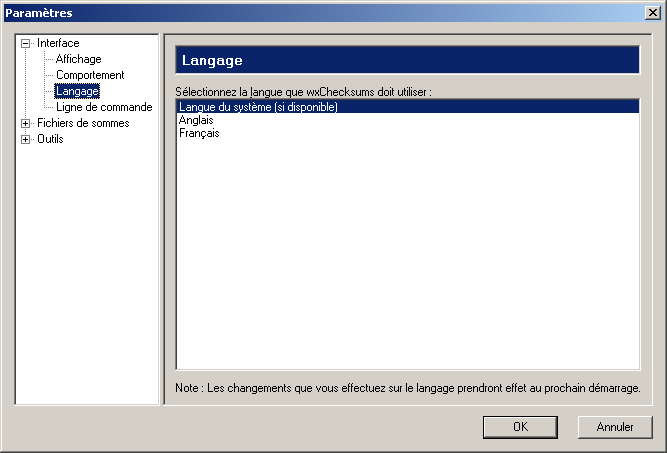 Paramètres
Interface
Affichage
Comportement
Langage
Ligne de commande
Fichiers de sommes
Outils
Langage
Sélectionnez la langue que wxChecksums doit utiliser :
Langue du système (si disponible)
Anglais
Français
Note : Les changements que vous effectuez sur le langage prendront effet au prochain démarrage.
OK
Annuler